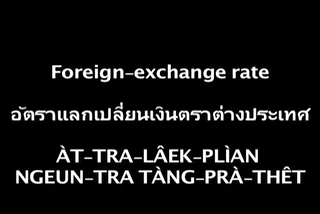 Foreign-exchange rate
อัตราแลกเปลี่ยนเงินตราต่างประเทศ
ÀT-TRA-LÂEK-PLÌAN
NGEUN-TRA TÀNG-PRÀ-THÊT